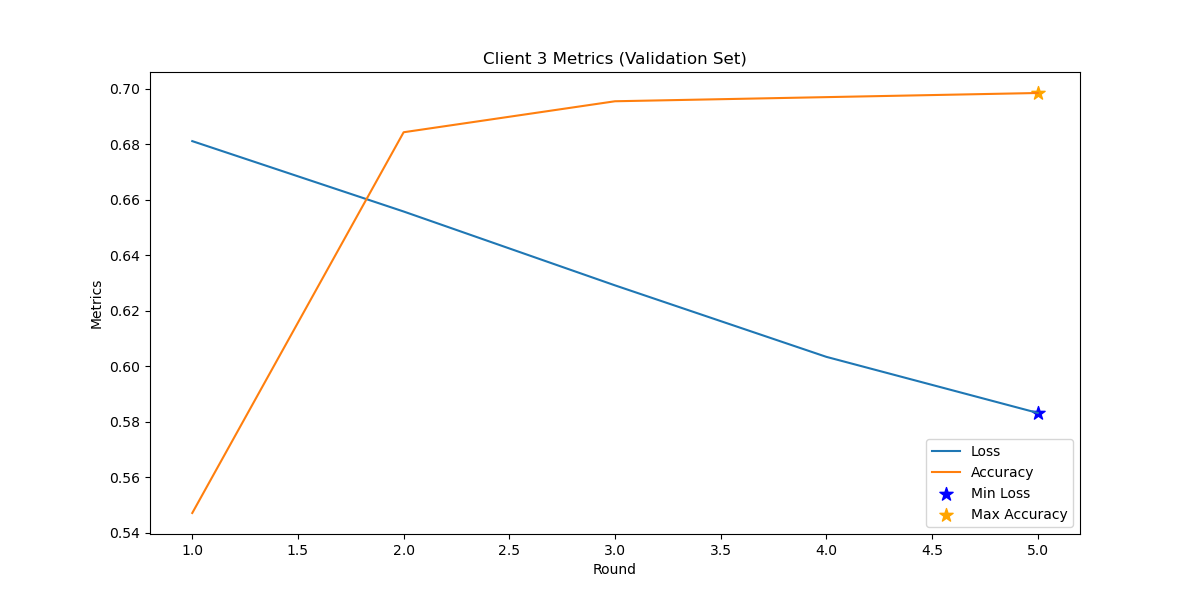 Client 3 Metrics (Validation Set)
0.70
0.68
0.66
0.64
0.62
0.60
0.58
0.56
0.54
Metrics
1.0 1.5 2.0 2.5 3.0 3.5 4.0 4.5 5.0
Round
Loss
Accuracy
Min Loss
Max Accuracy